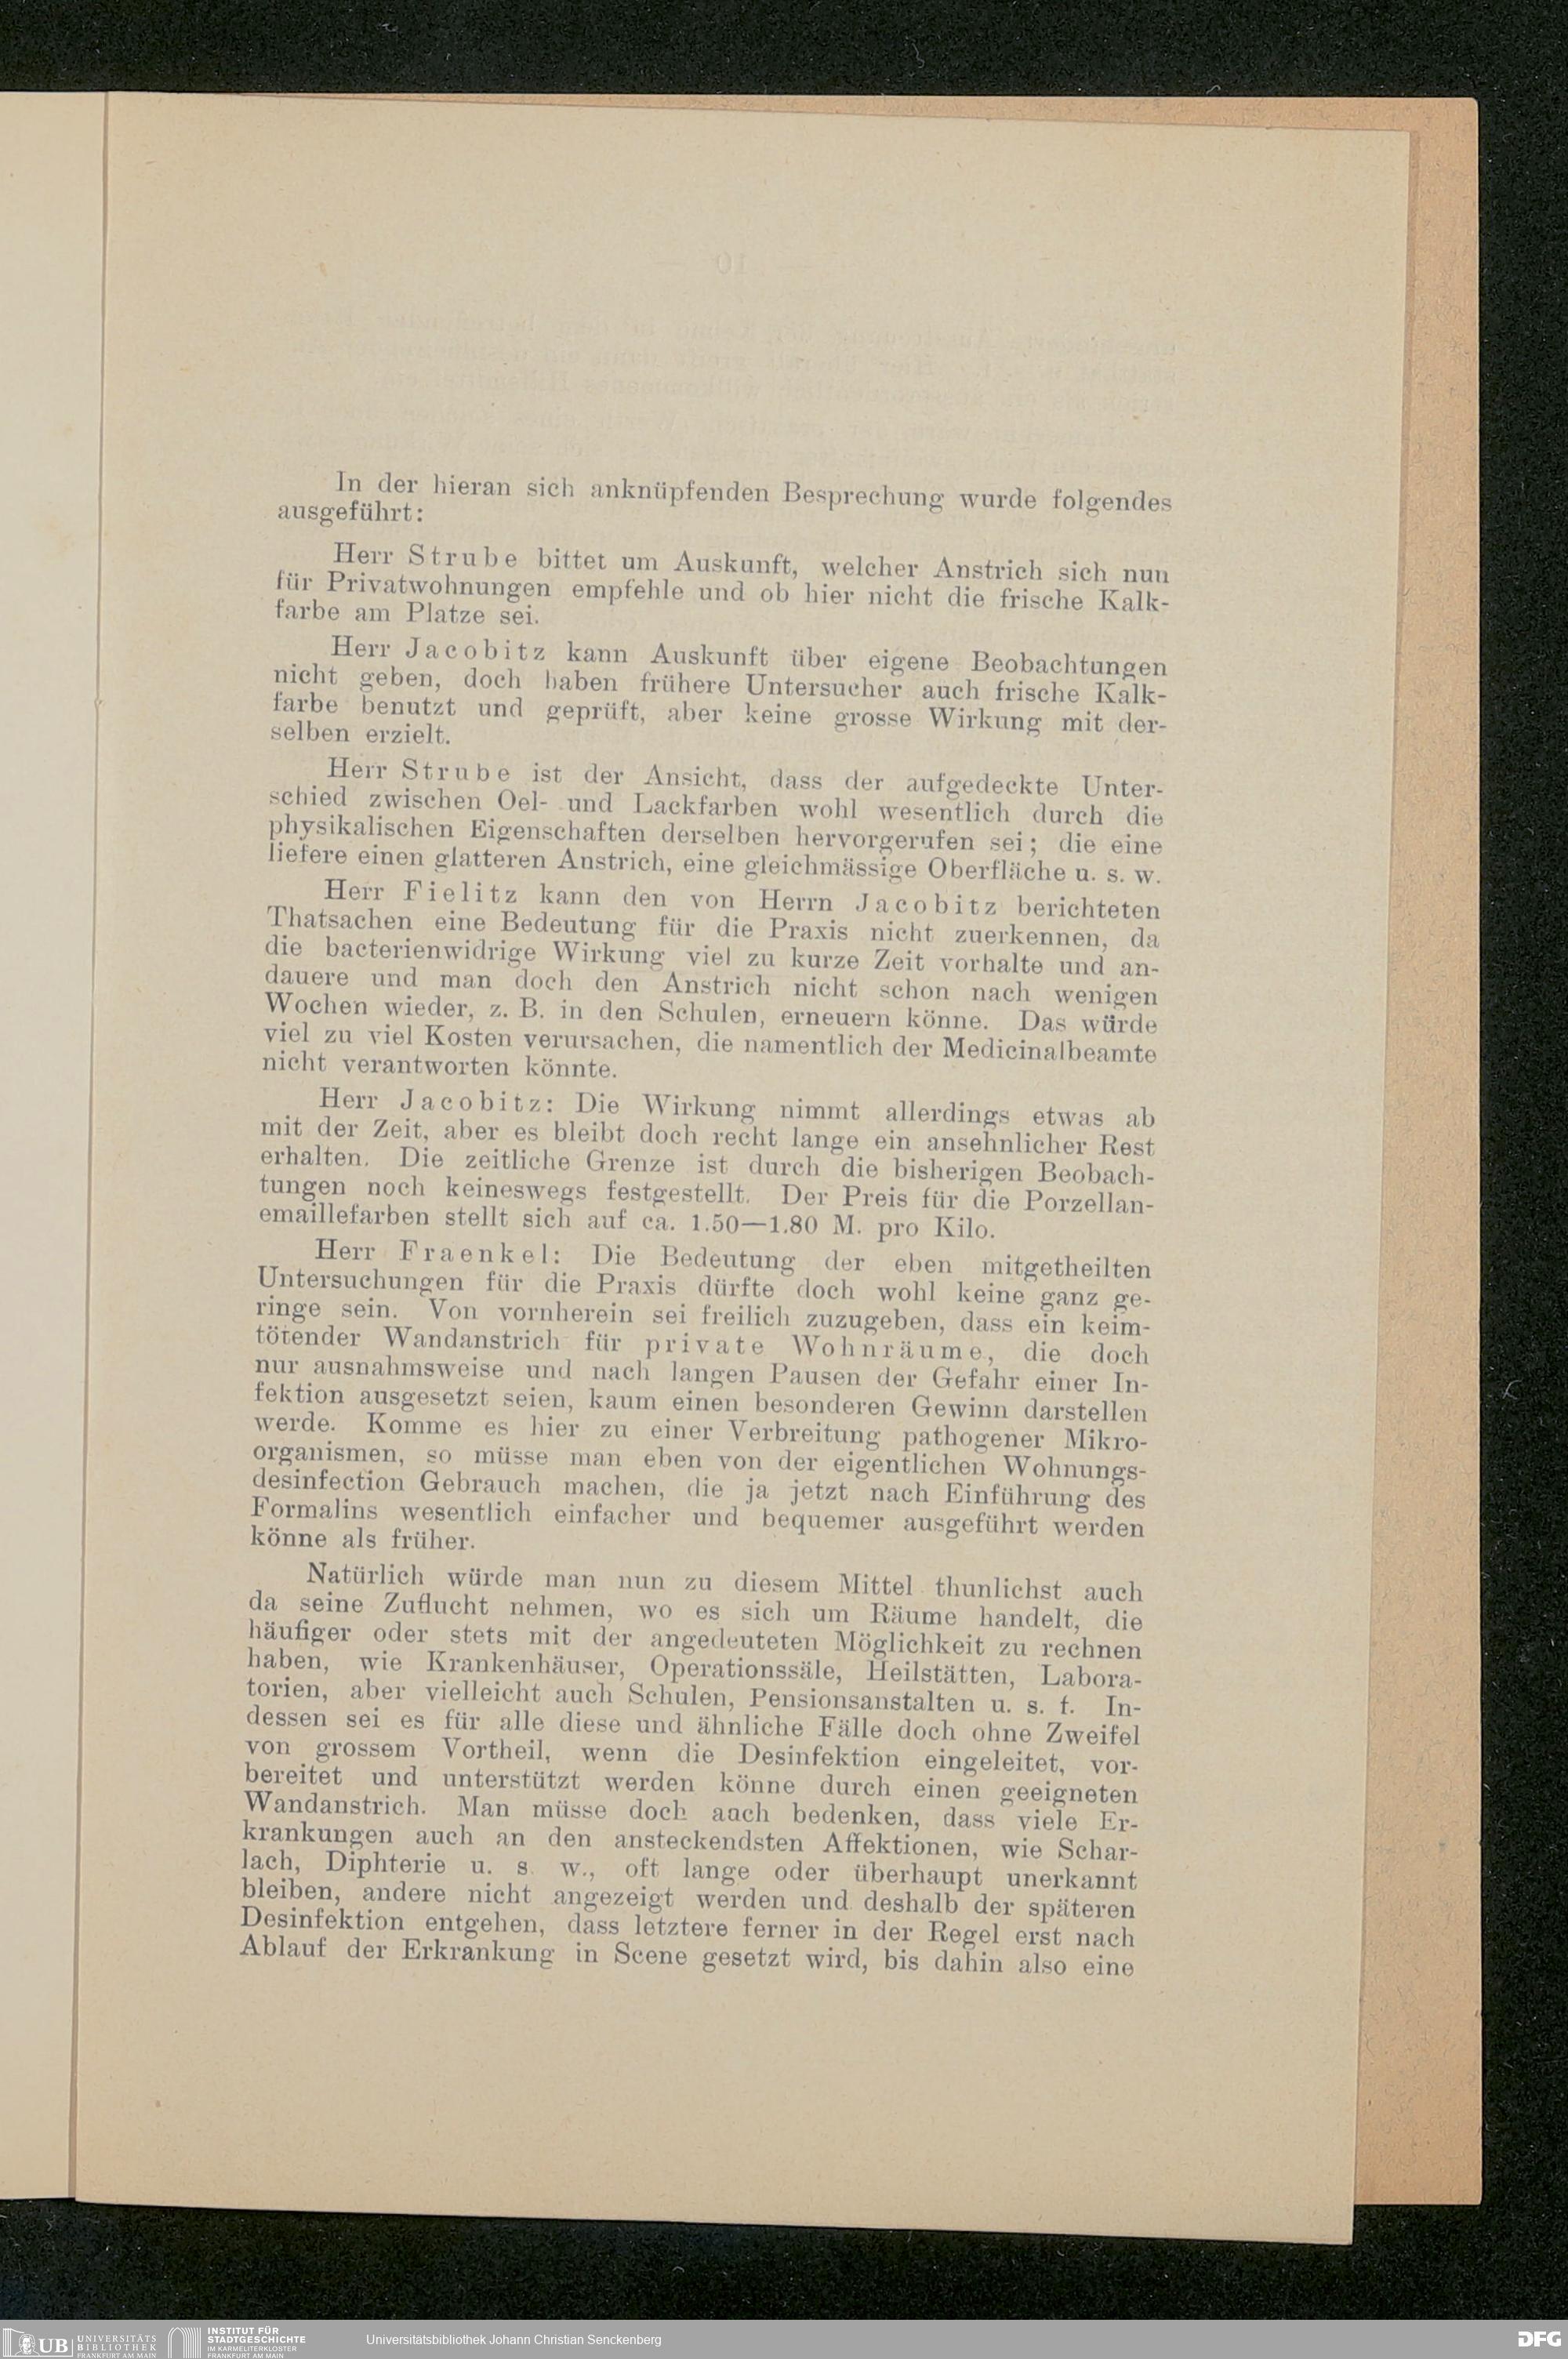 In der hieran sich anknüpfenden Besprechung wurde folgendes
ausgeführt:
Herr Strube bittet um Auskunft, welcher Anstrich sich nun
für Privatwohnungen empfehle und ob hier nicht die frische Kalk-
farbe am Platze sei.
Herr Jacobitz kann Auskunft über eigene Beobachtungen
nicht geben, doch haben frühere Untersucher auch frische Kalk-
farbe benutzt und geprüft, aber keine grosse Wirkung mit der-
selben erzielt.
Herr Strube ist der Ansicht, dass der aufgedeckte Unter-
schied zwischen Oel- und Lackfarben wohl wesentlich durch die
physikalischen Eigenschaften derselben hervorgerufen sei; die eine
liefere einen glatteren Anstrich, eine gleichmässige Oberfläche u. s. w.
Herr Fielitz kann den von Herrn Jacobitz berichteten
Thatsachen eine Bedeutung für die Praxis nicht zuerkennen, da
die bacterienwidrige Wirkung viel zu kurze Zeit vorhalte und an-
dauere und man doch den Anstrich nicht schon nach wenigen
Wochen wieder, z. B. in den Schulen, erneuern könne. Das würde
viel zu viel Kosten verursachen, die namentlich der Medicinalbeamte
nicht verantworten könnte.
Herr Jacobitz: Die Wirkung nimmt allerdings etwas ab
mit der Zeit, aber es bleibt doch recht lange ein ansehnlicher Rest
erhalten. Die zeitliche Grenze ist durch die bisherigen Beobach-
tungen noch keineswegs festgestellt. Der Preis für die Porzellan-
emaillefarben stellt sich auf ca. 1.50—1.80 M. pro Kilo.
Herr Fraenkel: Die Bedeutung der eben mitgetheilten
Untersuchungen für die Praxis dürfte doch wohl keine ganz ge-
ringe sein. Von vornherein sei freilich zuzugeben, dass ein keim-
tötender Wandanstrich für private Wohnräume, die doch
nur ausnahmsweise und nach langen Pausen der Gefahr einer In-
fektion ausgesetzt seien, kaum einen besonderen Gewinn darstellen
werde. Komme es hier zu einer Verbreitung pathogener Mikro-
organismen, so müsse man eben von der eigentlichen Wohnungs-
desinfection Gebrauch machen, die ja jetzt nach Einführung des
Formalins wesentlich einfacher und bequemer ausgeführt werden
könne als früher.
Natürlich würde man nun zu diesem Mittel thunlichst auch
da seine Zuflucht nehmen, wo es sich um Räume handelt, die
häufiger oder stets mit der angedeuteten Möglichkeit zu rechnen
haben, wie Krankenhäuser, Operationssäle, Heilstätten, Labora-
torien, aber vielleicht auch Schulen, Pensionsanstalten u. s. f. In-
dessen sei es für alle diese und ähnliche Fälle doch ohne Zweifel
von grossem Vortheil, wenn die Desinfektion eingeleitet, vor-
bereitet und unterstützt werden könne durch einen geeigneten
Wandanstrich. Man müsse doch auch bedenken, dass viele Er-
krankungen auch an den ansteckendsten Affektionen, wie Schar-
lach, Diphterie u. s. w., oft lange oder überhaupt unerkannt
bleiben, andere nicht angezeigt werden und deshalb der späteren
Desinfektion entgehen, dass letztere ferner in der Regel erst nach
Ablauf der Erkrankung in Scene gesetzt wird, bis dahin also eine
UB UNIVERSITÄTS
BIBLIOTHEK
FRANKFURT AM MAIN
INSTITUT FÜR
STADTGESCHICHTE
IM KARMELITERKLOSTER
FRANKFURT AM MAIN
Universitätsbibliothek Johann Christian Senckenberg
DFG